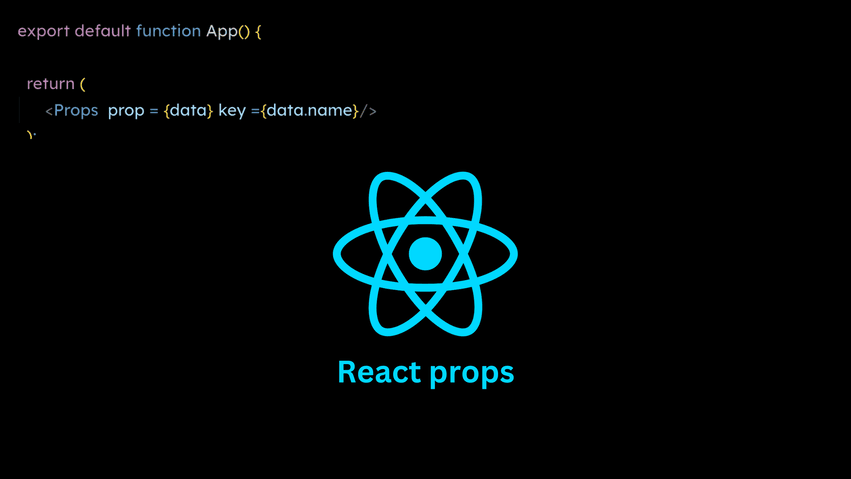 export default function App() {
return (
<Props prop = {data} key ={data.name}/>
);
React props